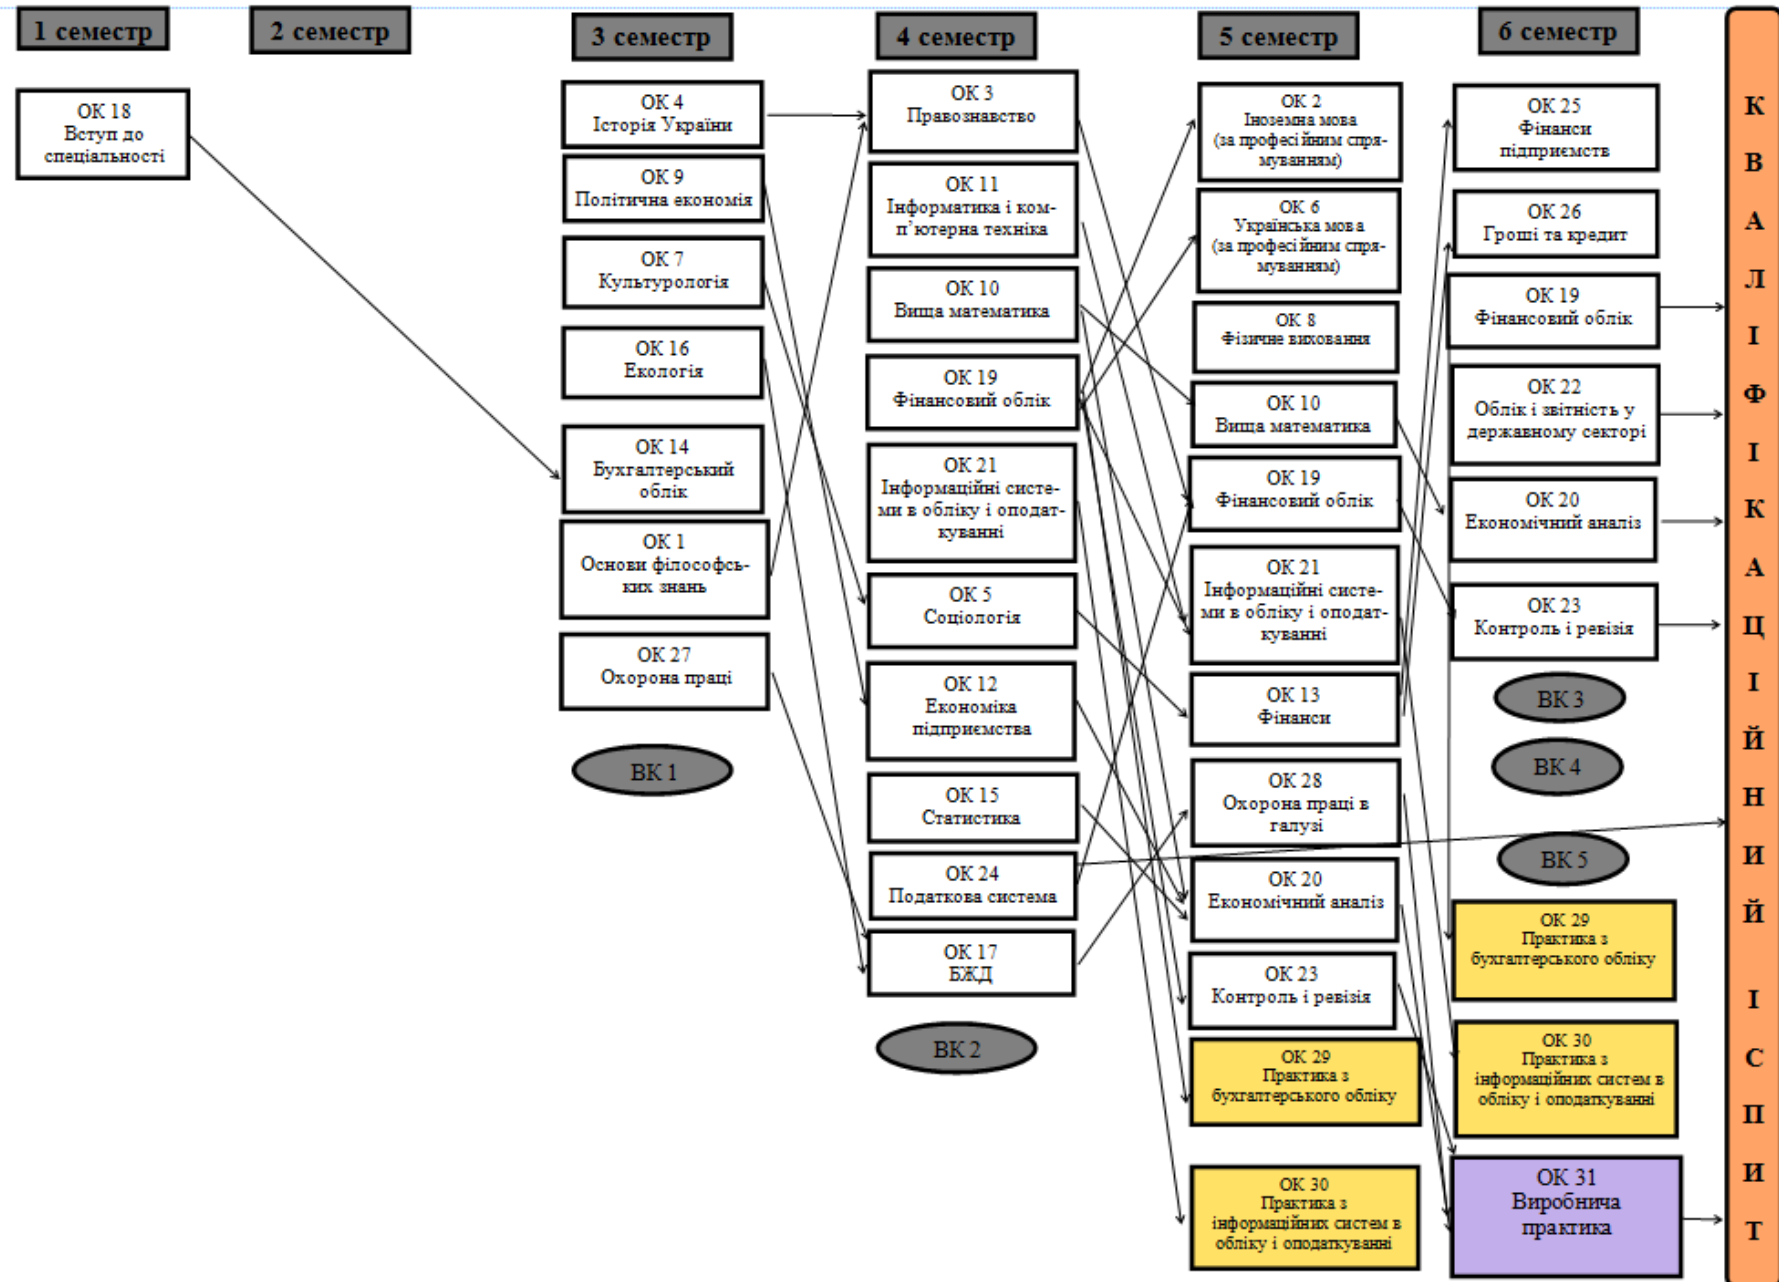 1 семестр
2 семестр
3 семестр
4 семестр
5 семестр
6 семестр
ОК 18
Вступ до
спеціальності
ОК 4
Історія України
ОК 9
Політична економія
ОК 7
Культурологія
ОК 16
Екологія
ОК 14
Бухгалтерський
облік
ОК 1
Основи філософсь-
ких знань
ОК 27
Охорона праці
ВК 1
ОК 3
Правознавство
ОК 11
Інформатика і ком-
п’ютерна техніка
ОК 10
Вища математика
ОК 19
Фінансовий облік
ОК 21
Інформаційні систе-
ми в обліку і оподат-
куванні
ОК 5
Соціологія
ОК 12
Економіка
підприємства
ОК 15
Статистика
ОК 24
Податкова система
ОК 17
БЖД
ВК 2
ОК 2
Іноземна мова
(за професійним спря-
муванням)
ОК 6
Українська мова
(за професійним спря-
муванням)
ОК 8
Фізичне виховання
ОК 10
Вища математика
ОК 19
Фінансовий облік
ОК 21
Інформаційні систе-
ми в обліку і оподат-
куванні
ОК 13
Фінанси
ОК 28
Охорона праці в
галузі
ОК 20
Економічний аналіз
ОК 23
Контроль і ревізія
ОК 29
Практика з
бухгалтерського обліку
ОК 30
Практика з
інформаційних систем в
обліку і оподаткуванні
ОК 25
Фінанси
підприємств
ОК 26
Гроші та кредит
ОК 19
Фінансовий облік
ОК 22
Облік і звітність у
державному секторі
ОК 20
Економічний аналіз
ОК 23
Контроль і ревізія
ВК 3
ВК 4
ВК 5
ОК 29
Практика з
бухгалтерського обліку
ОК 30
Практика з
інформаційних систем в
обліку і оподаткуванні
ОК 31
Виробнича
практика
КВАЛІФІКАЦІЙНИЙ ІСПИТ